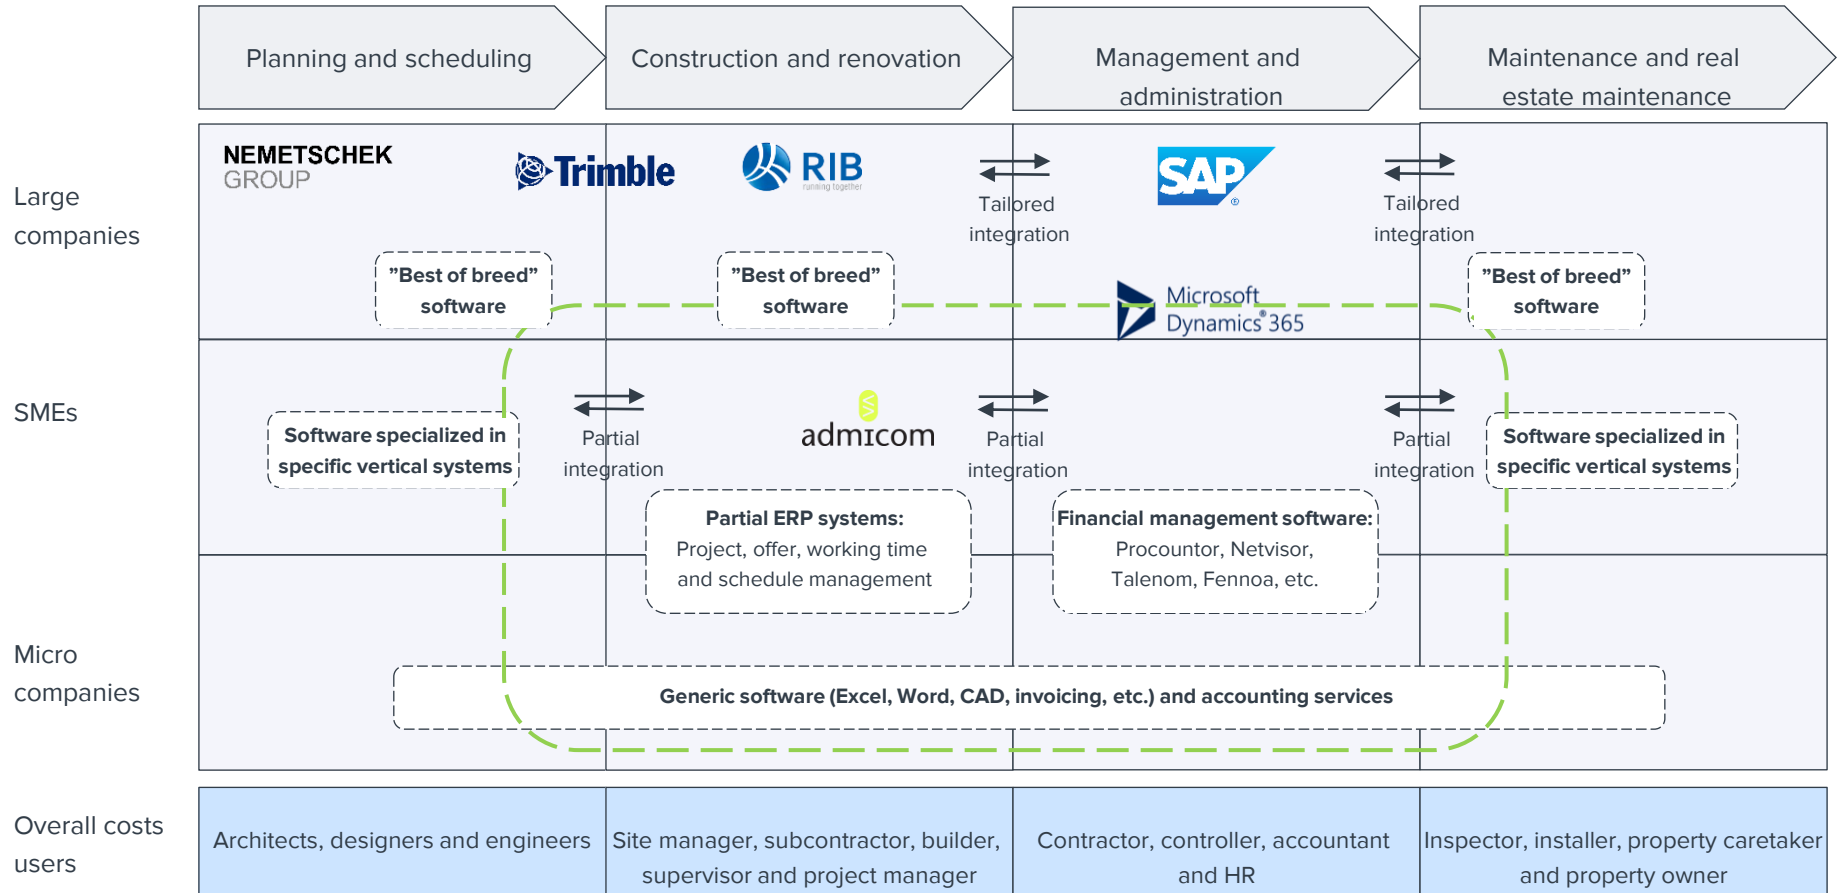 Planning and scheduling
Construction and renovation
Management and
administration
Maintenance and real
estate maintenance
Large
companies
NEMETSCHEK
GROUP
Trimble
RIB
running together
Tailored
integration
SAP
®
Tailored
integration
"Best of breed"
software
"Best of breed"
software
Microsoft
Dynamics® 365
"Best of breed"
software
SMEs
Software specialized in
specific vertical systems
Partial
integration
admicom
Partial
integration
Partial
integration
Software specialized in
specific vertical systems
Partial ERP systems:
Project, offer, working time
and schedule management
Financial management software:
Procountor, Netvisor,
Talenom, Fennoa, etc.
Micro
companies
Generic software (Excel, Word, CAD, invoicing, etc.) and accounting services
Overall costs
users
Architects, designers and engineers
Site manager, subcontractor, builder,
supervisor and project manager
Contractor, controller, accountant
and HR
Inspector, installer, property caretaker
and property owner